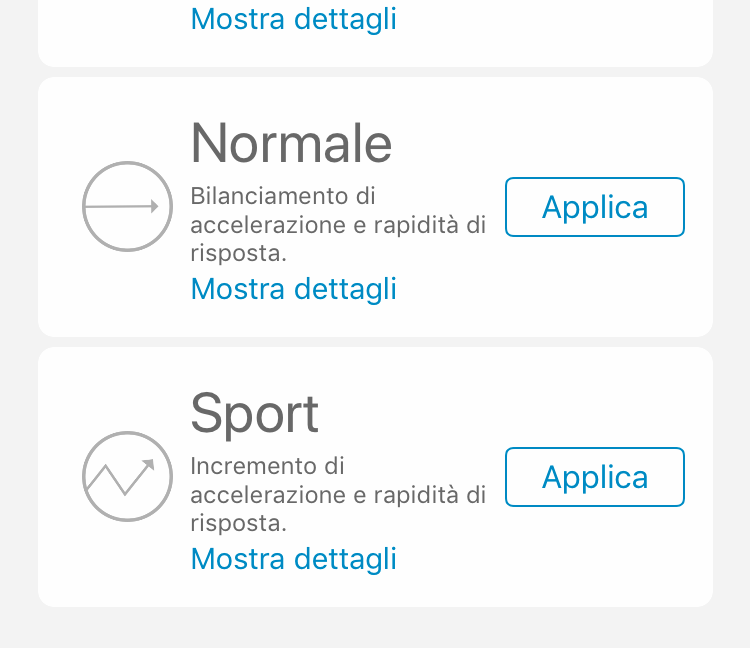 Mostra dettagli
Normale
Bilanciamento di
accelerazione e rapidità di
risposta.
Applica
Mostra dettagli
Sport
Incremento di
accelerazione e rapidità di
risposta.
Applica
Mostra dettagli